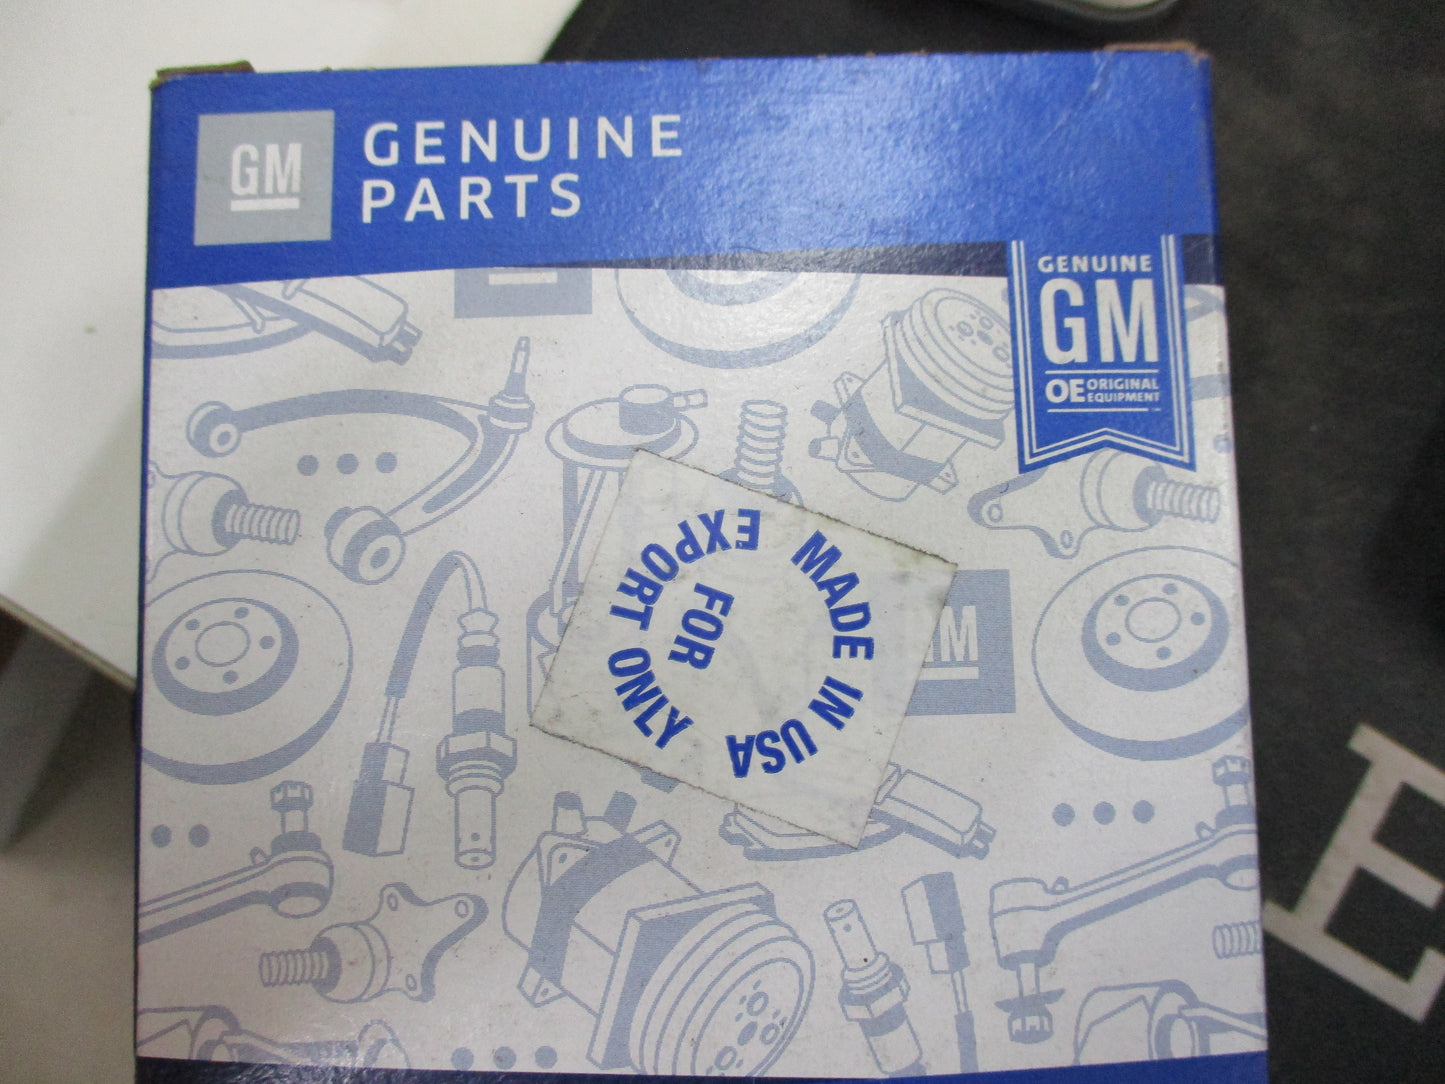 GM
GENUINE
PARTS
GENUINE
GM
OE ORIGINAL
EQUIPMENT
MADE IN USA
FOR
EXPORT ONLY
M
E